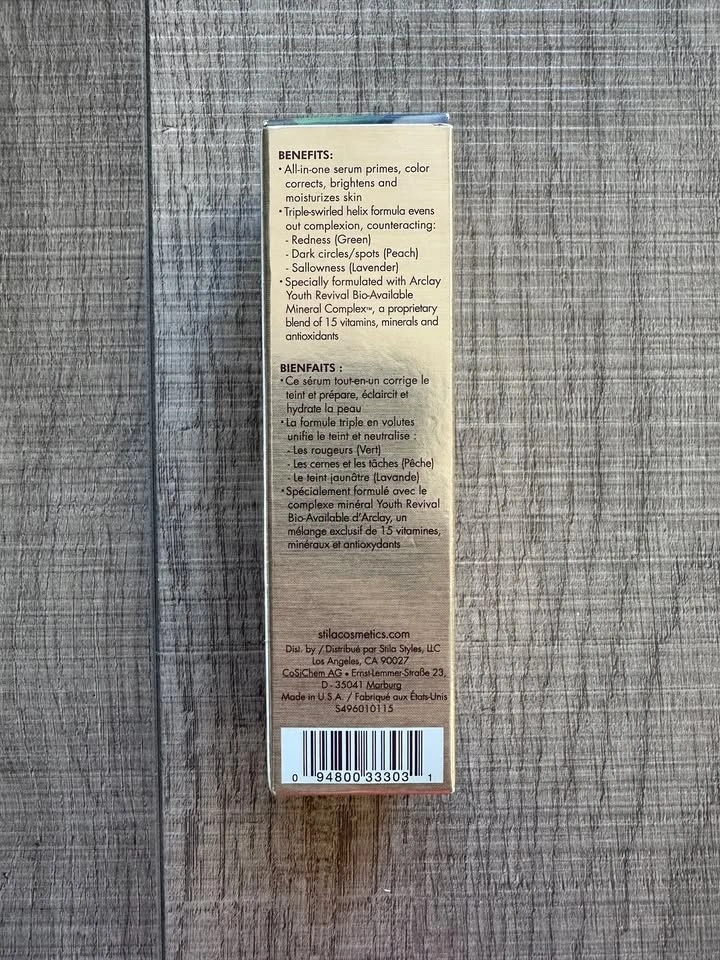 BENEFITS:
• All-in-one serum primes, color
corrects, brightens and
moisturizes skin
• Triple-swirled helix formula evens
out complexion, counteracting:
- Redness (Green)
- Dark circles/spots (Peach)
- Sallowness (Lavender)
• Specially formulated with Arclay
Youth Revival Bio-Available
Mineral Complex™, a proprietary
blend of 15 vitamins, minerals and
antioxidants
BIENFAITS :
• Ce sérum tout-en-un corrige le
teint et prépare, éclaircit et
hydrate la peau
• La formule triple en volutes
unifie le teint et neutralise :
- Les rougeurs (Vert)
- Les cernes et les tâches (Pêche)
- Le teint jaunâtre (Lavande)
• Spécialement formulé avec le
complexe minéral Youth Revival
Bio-Available d'Arclay, un
mélange exclusif de 15 vitamines,
minéraux et antioxydants
stilacosmetics.com
Dist. by / Distribué par Stila Styles, LLC
Los Angeles, CA 90027
CoSiChem AG • Ernst-Lemmer-Straße 23,
D - 35041 Marburg
Made in U.S.A. / Fabriqué aux États-Unis
S496010115
0 94800 33303 1